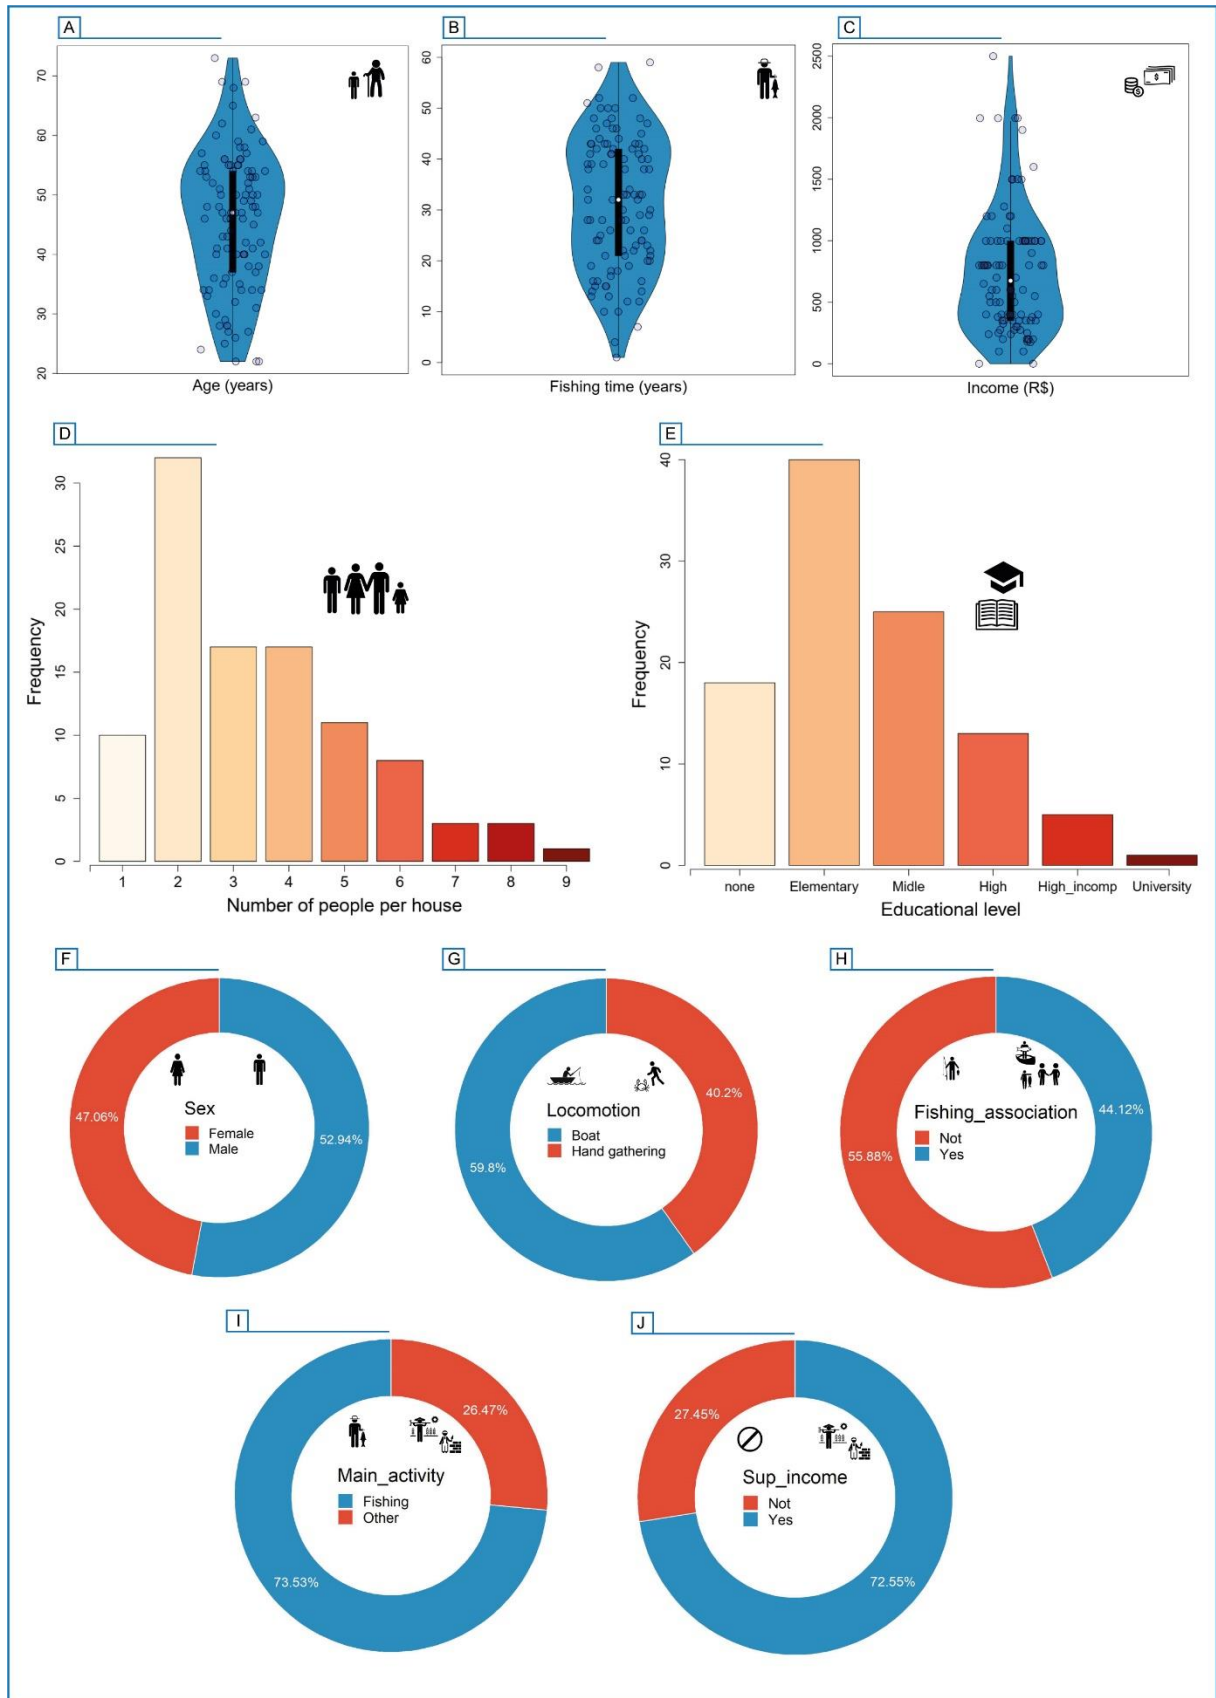 A
B
C
70
60
50
40
30
20
Age (years)
60
50
40
30
20
10
0
Fishing time (years)
2500
2000
1500
1000
500
0
Income (R$)
D
E
Frequency
30
25
20
15
10
5
0
1 2 3 4 5 6 7 8 9
Number of people per house
Frequency
40
30
20
10
0
none Elementary Midle High High_incomp University
Educational level
F
G
H
47.06%
Sex
Female
Male
52.94%
40.2%
Locomotion
Boat
Hand gathering
59.8%
44.12%
Fishing_association
Not
Yes
55.88%
I
J
26.47%
Main_activity
Fishing
Other
73.53%
27.45%
Sup_income
Not
Yes
72.55%